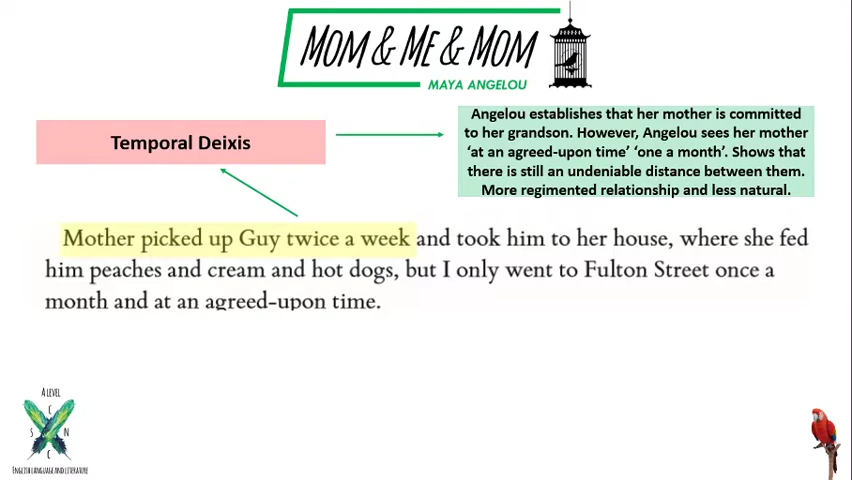 MOM & ME & MOM
MAYA ANGELOU
Temporal Deixis
Angelou establishes that her mother is committed
to her grandson. However, Angelou sees her mother
‘at an agreed-upon time’ ‘one a month’. Shows that
there is still an undeniable distance between them.
More regimented relationship and less natural.
Mother picked up Guy twice a week and took him to her house, where she fed
him peaches and cream and hot dogs, but I only went to Fulton Street once a
month and at an agreed-upon time.
A LEVEL
C
S N
C
ENGLISH LANGUAGE AND LITERATURE